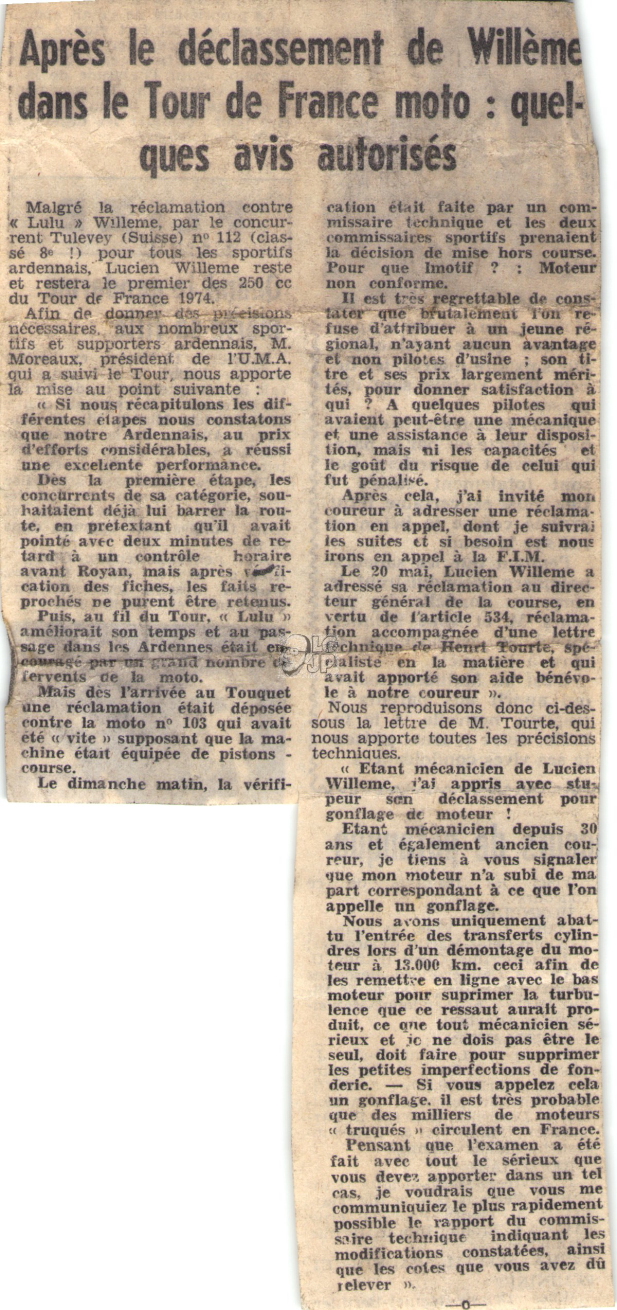 Après le déclassement de Willème
dans le Tour de France moto : quel-
ques avis autorisés
Malgré la réclamation contre
« Lulu » Willeme, par le concur-
rent Tulevey (Suisse) n° 112 (clas-
sé 8e !) pour tous les sportifs
ardennais, Lucien Willeme reste
et restera le premier des 250 cc
du Tour de France 1974.
Afin de donner des précisions
nécessaires, aux nombreux spor-
tifs et supporters ardennais, M.
Moreaux, président de l'U.M.A.
qui a suivi le Tour, nous apporte
la mise au point suivante :
« Si nous récapitulons les dif-
férentes étapes nous constatons
que notre Ardennais, au prix
d'efforts considérables, a réussi
une excellente performance.
Dès la première étape, les
concurrents de sa catégorie, sou-
haitaient déjà lui barrer la rou-
te, en prétextant qu'il avait
pointé avec deux minutes de re-
tard à un contrôle horaire
avant Royan, mais après vérifi-
cation des fiches, les faits re-
prochés ne purent être retenus.
Puis, au fil du Tour, « Lulu »
améliorait son temps et au pas-
sage dans les Ardennes était en-
couragé par un grand nombre de
fervents de la moto.
Mais dès l'arrivée au Touquet
une réclamation était déposée
contre la moto n° 103 qui avait
été « vite » supposant que la ma-
chine était équipée de pistons -
course.
Le dimanche matin, la vérifi-
cation était faite par un com-
missaire technique et les deux
commissaires sportifs prenaient
la décision de mise hors course.
Pour que lmotif ? : Moteur
non conforme.
Il est très regrettable de cons-
tater que brutalement l'on re-
fuse d'attribuer à un jeune ré-
gional, n'ayant aucun avantage
et non pilotes d'usine ; son ti-
tre et ses prix largement méri-
tés, pour donner satisfaction à
qui ? A quelques pilotes qui
avaient peut-être une mécanique
et une assistance à leur disposi-
tion, mais ni les capacités et
le goût du risque de celui qui
fut pénalisé.
Après cela, j'ai invité mon
coureur à adresser une réclama-
tion en appel, dont je suivrai
les suites et si besoin est nous
irons en appel à la F.I.M.
Le 20 mai, Lucien Willeme a
adressé sa réclamation au direc-
teur général de la course, en
vertu de l'article 534, réclama-
tion accompagnée d'une lettre
technique de Henri Tourte, spé-
cialiste en la matière et qui
avait apporté son aide bénévo-
le à notre coureur ».
Nous reproduisons donc ci-des-
sous la lettre de M. Tourte, qui
nous apporte toutes les précisions
techniques.
« Etant mécanicien de Lucien
Willeme, j'ai appris avec stu-
peur son déclassement pour
gonflage de moteur !
Etant mécanicien depuis 30
ans et également ancien cou-
reur, je tiens à vous signaler
que mon moteur n'a subi de ma
part correspondant à ce que l'on
appelle un gonflage.
Nous avons uniquement abat-
tu l'entrée des transferts cylin-
dres lors d'un démontage du mo-
teur à 13.000 km. ceci afin de
les remettre en ligne avec le bas
moteur pour suprimer la turbu-
lence que ce ressaut aurait pro-
duit, ce que tout mécanicien sé-
rieux et je ne dois pas être le
seul, doit faire pour supprimer
les petites imperfections de fon-
derie. — Si vous appelez cela
un gonflage, il est très probable
que des milliers de moteurs
« truqués » circulent en France.
Pensant que l'examen a été
fait avec tout le sérieux que
vous devez apporter dans un tel
cas, je voudrais que vous me
communiquiez le plus rapidement
possible le rapport du commis-
saire technique indiquant les
modifications constatées, ainsi
que les cotes que vous avez dû
relever ».
—o—